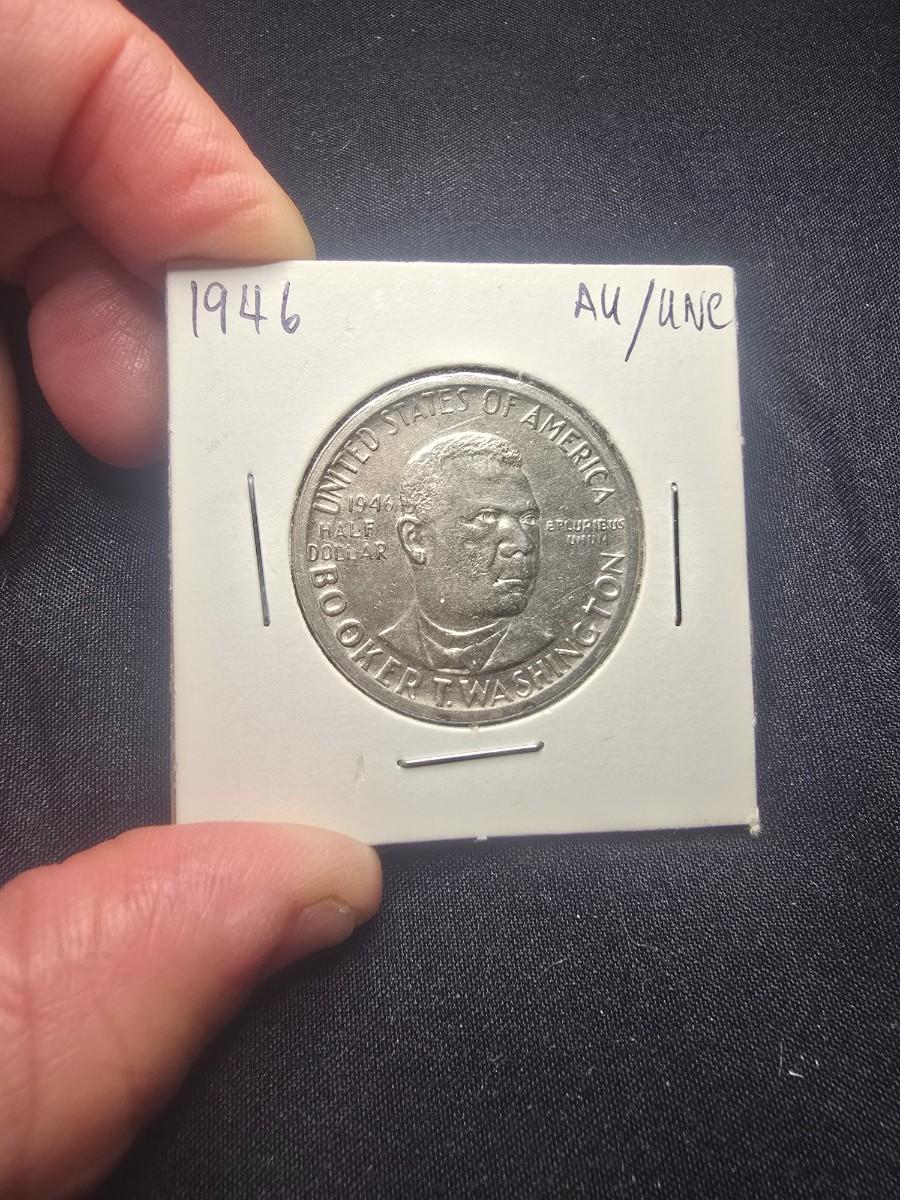 1946
AU/UNC
UNITED STATES OF AMERICA
1946
HALF
DOLLAR
E PLURIBUS
UNUM
BOOKER T. WASHINGTON